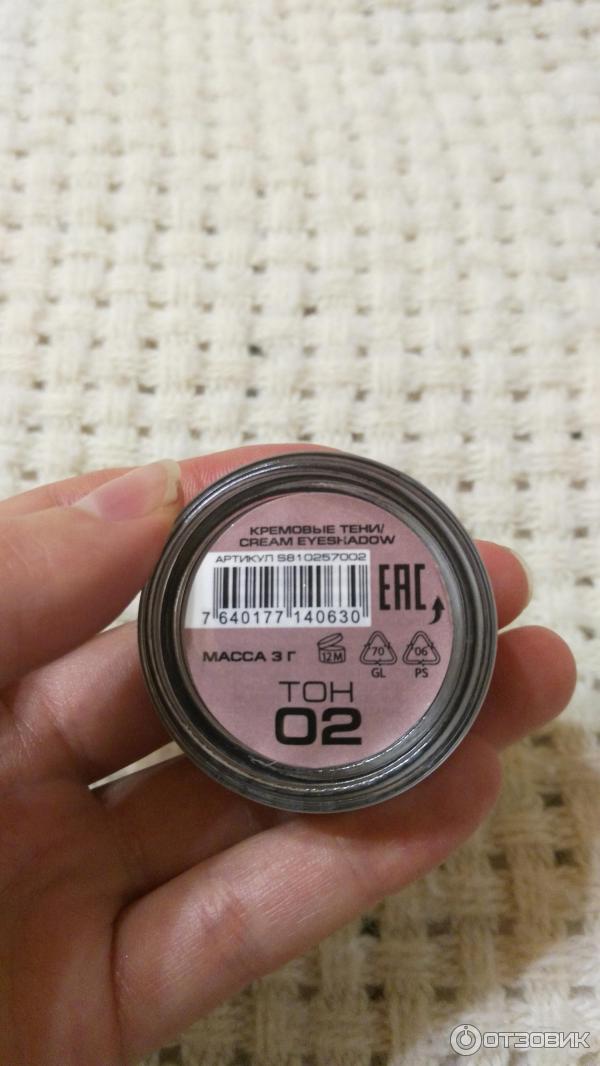 КРЕМОВЫЕ ТЕНИ/
CREAM EYESHADOW
АРТИКУЛ S810257002
7 640177 140630
EAC
МАССА 3 Г
12M
70
GL
06
PS
ТОН
02
ОТЗОВИК